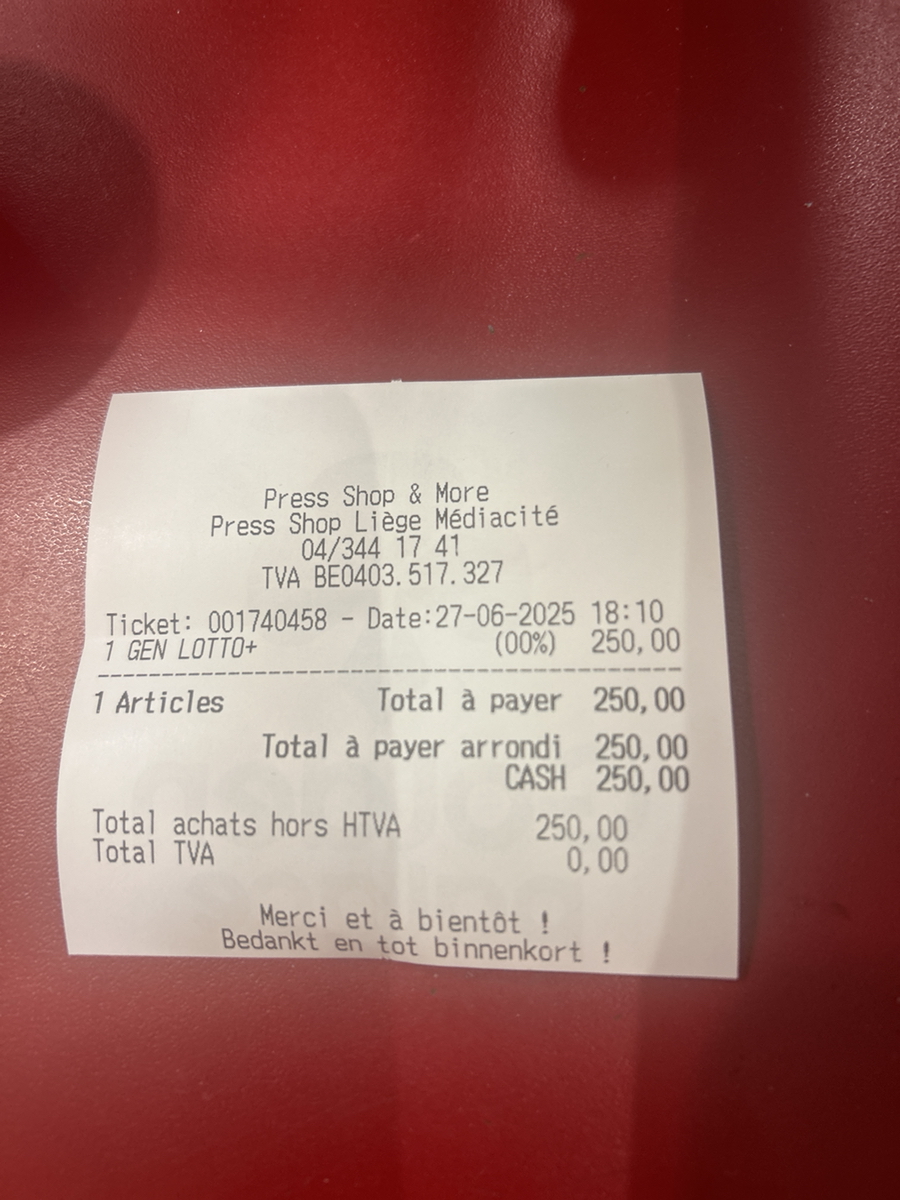 Press Shop & More
Press Shop Liège Médiacité
04/344 17 41
TVA BE0403.517.327
Ticket: 001740458 - Date:27-06-2025 18:10
1 GEN LOTTO+ (00%) 250,00
1 Articles Total à payer 250,00
Total à payer arrondi 250,00
CASH 250,00
Total achats hors HTVA 250,00
Total TVA 0,00
Merci et à bientôt !
Bedankt en tot binnenkort !